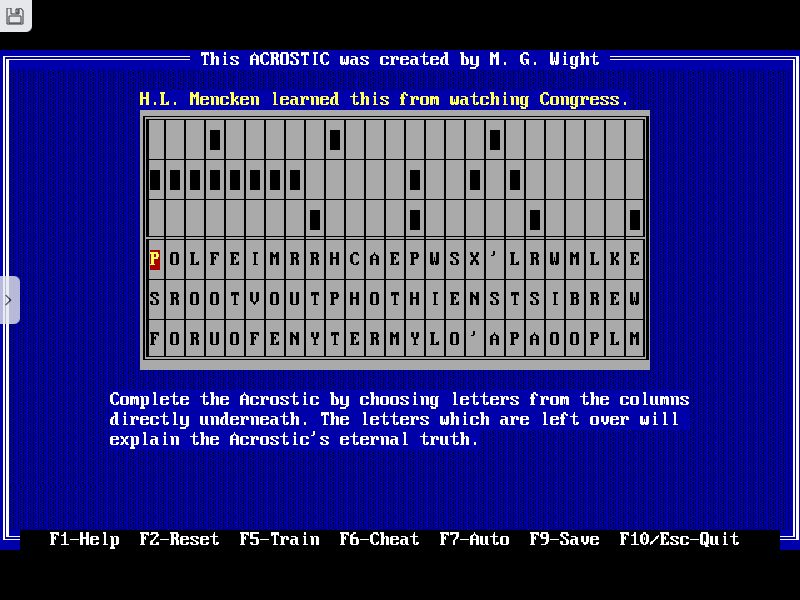 This ACROSTIC was created by M. G. Wight
H.L. Mencken learned this from watching Congress.
P O L F E I M R R H C A E P W S X ' L R W M L K E
S R O O T V O U T P H O T H I E N S T S I B R E W
F O R U O F E N Y T E R M Y L O ' A P A O O P L M
Complete the Acrostic by choosing letters from the columns
directly underneath. The letters which are left over will
explain the Acrostic's eternal truth.
F1-Help F2-Reset F5-Train F6-Cheat F7-Auto F9-Save F10/Esc-Quit